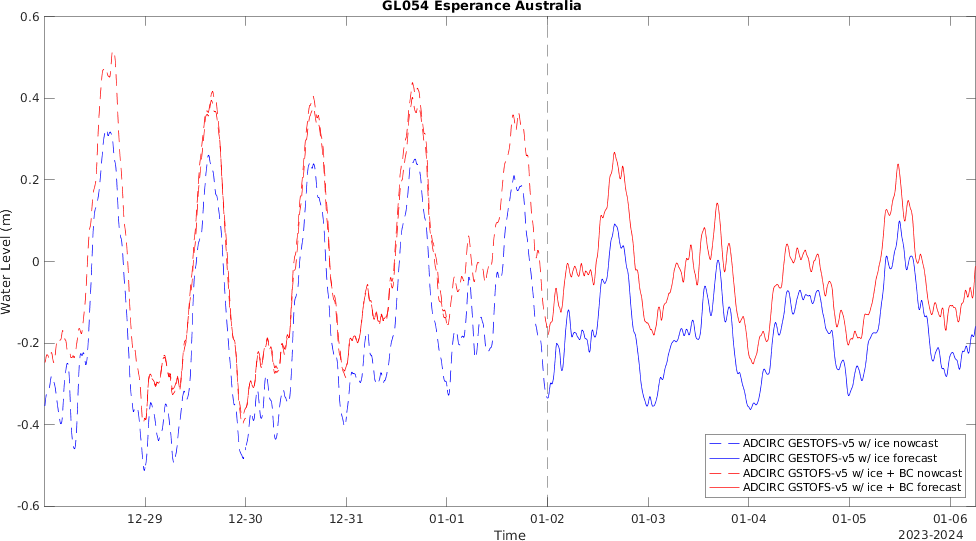 GL054 Esperance Australia
0.6
0.4
0.2
0
-0.2
-0.4
-0.6
Water Level (m)
12-29
12-30
12-31
01-01
01-02
01-03
01-04
01-05
01-06
2023-2024
Time
ADCIRC GESTOFS-v5 w/ ice nowcast
ADCIRC GESTOFS-v5 w/ ice forecast
ADCIRC GSTOFS-v5 w/ ice + BC nowcast
ADCIRC GSTOFS-v5 w/ ice + BC forecast